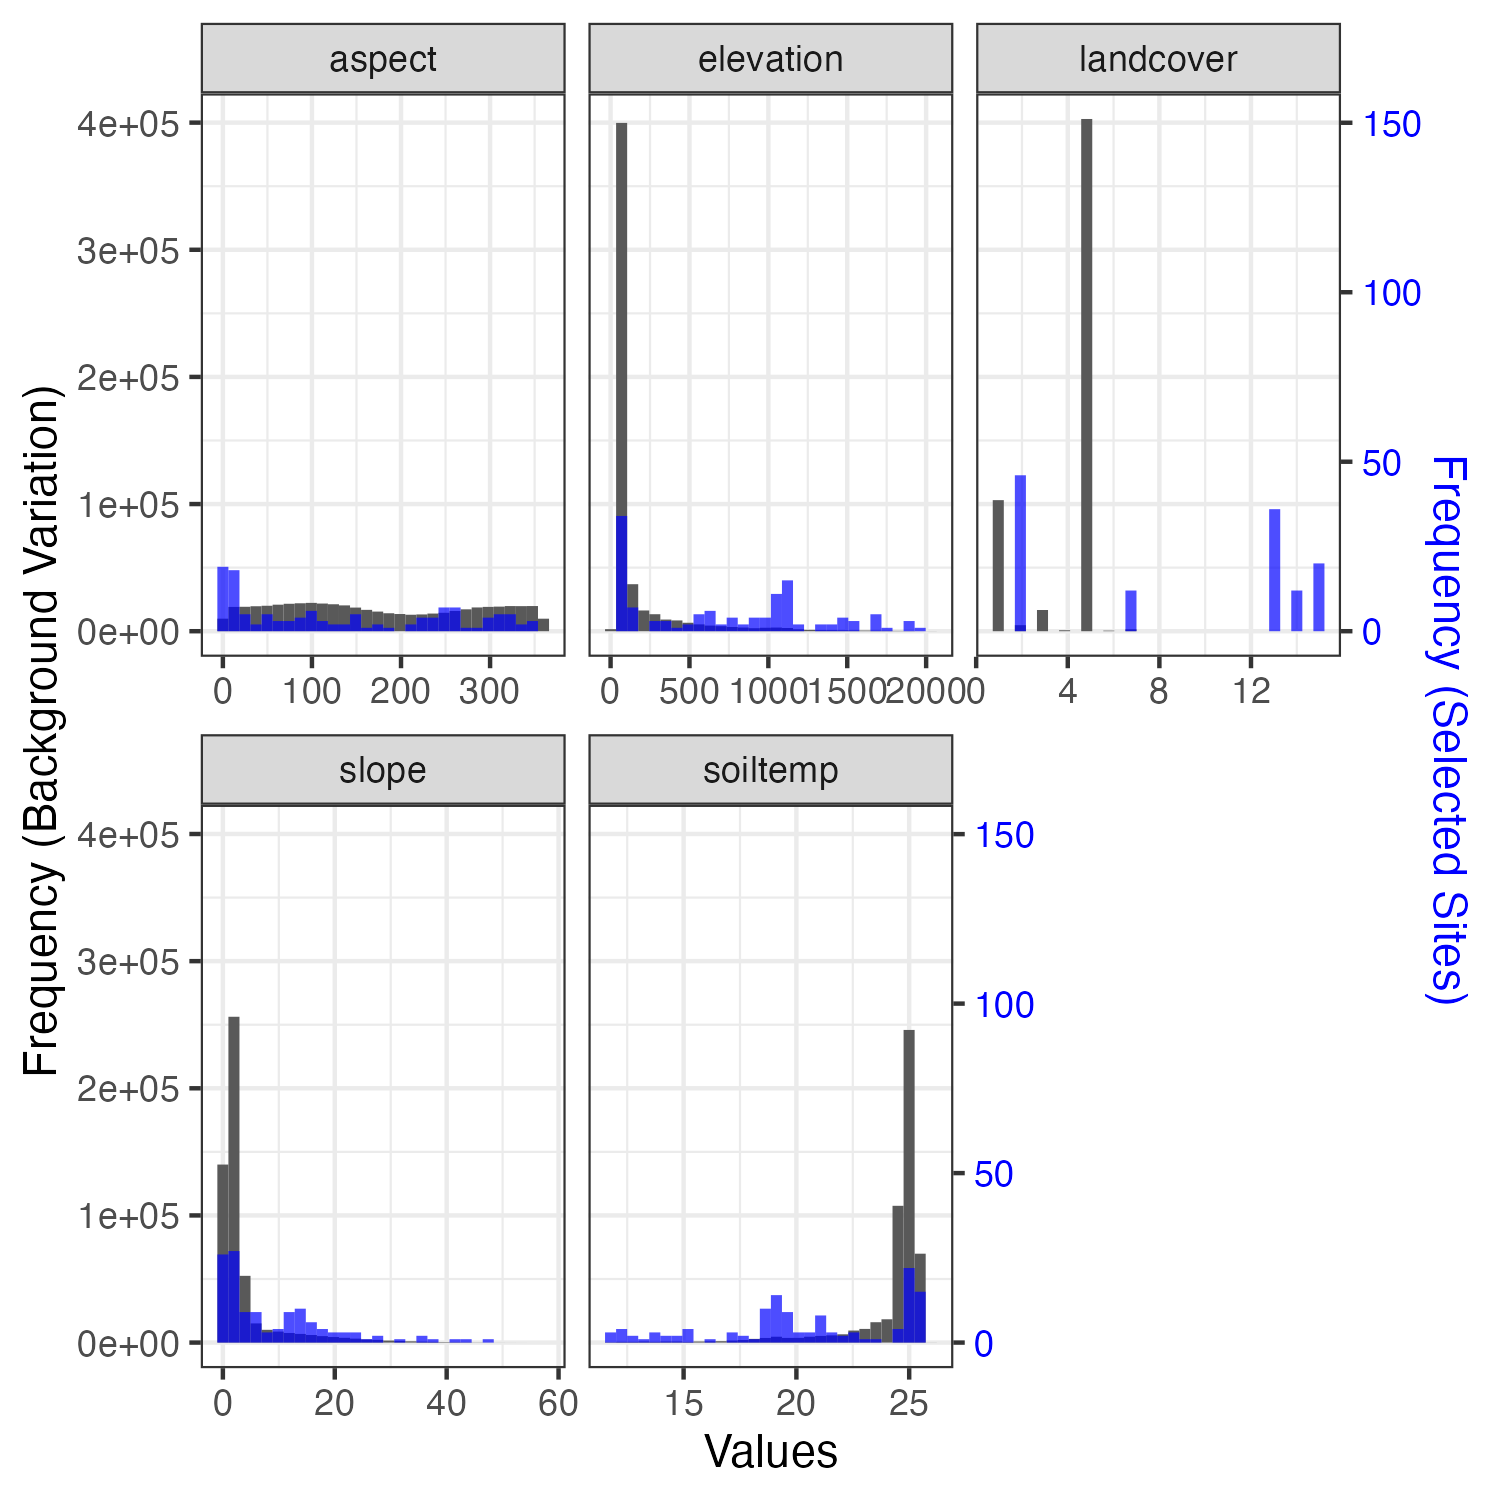 aspect elevation landcover
4e+05
3e+05
2e+05
1e+05
0e+00
150
100
50
0
0 100 200 300
0 500 1000 1500 2000
0 4 8 12
slope soiltemp
4e+05
3e+05
2e+05
1e+05
0e+00
150
100
50
0
0 20 40 60
15 20 25
Values
Frequency (Background Variation)
Frequency (Selected Sites)